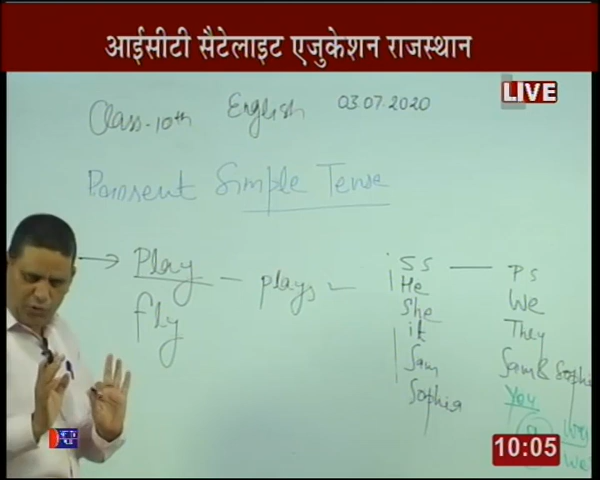 आईसीटी सैटेलाइट एजुकेशन राजस्थान
LIVE
Class-10th English 03.07.2020
Simple Tense
Play - plays - SS - PS
fly
He We
She They
it
Sam Sam & Sophia
Sophia You
10:05